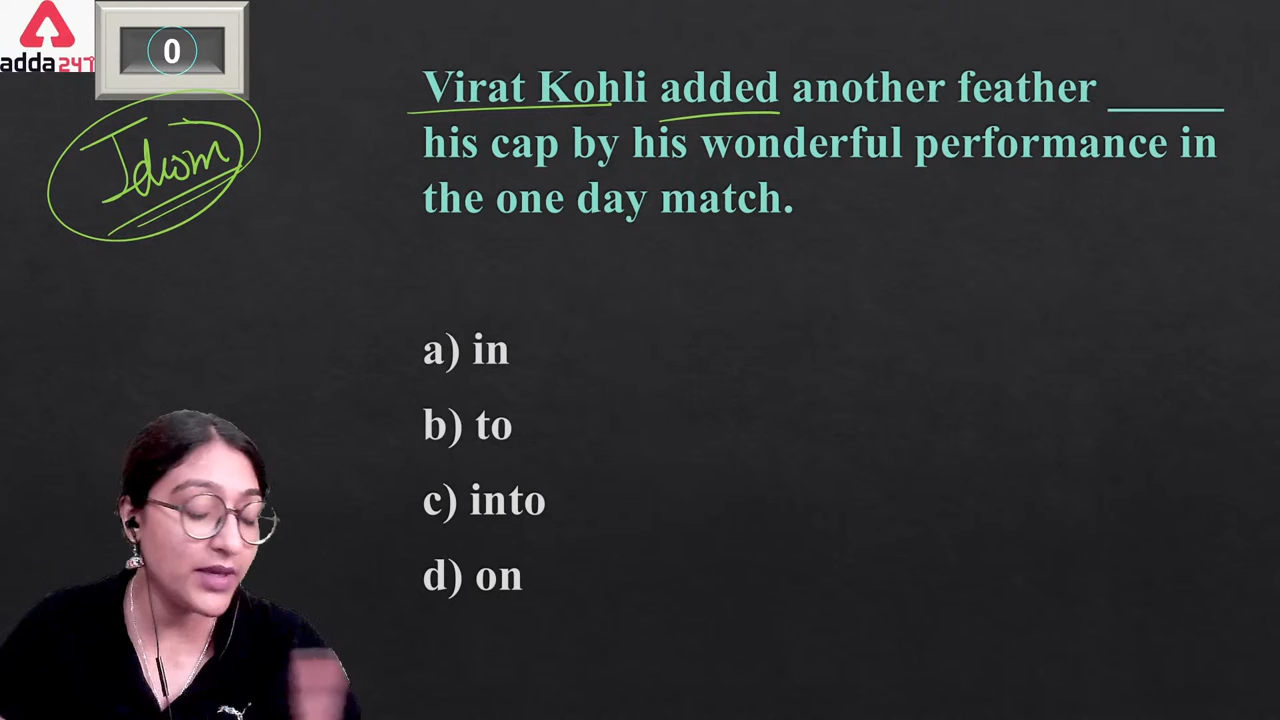 adda247
0
Idiom
Virat Kohli added another feather _____
his cap by his wonderful performance in
the one day match.
a) in
b) to
c) into
d) on